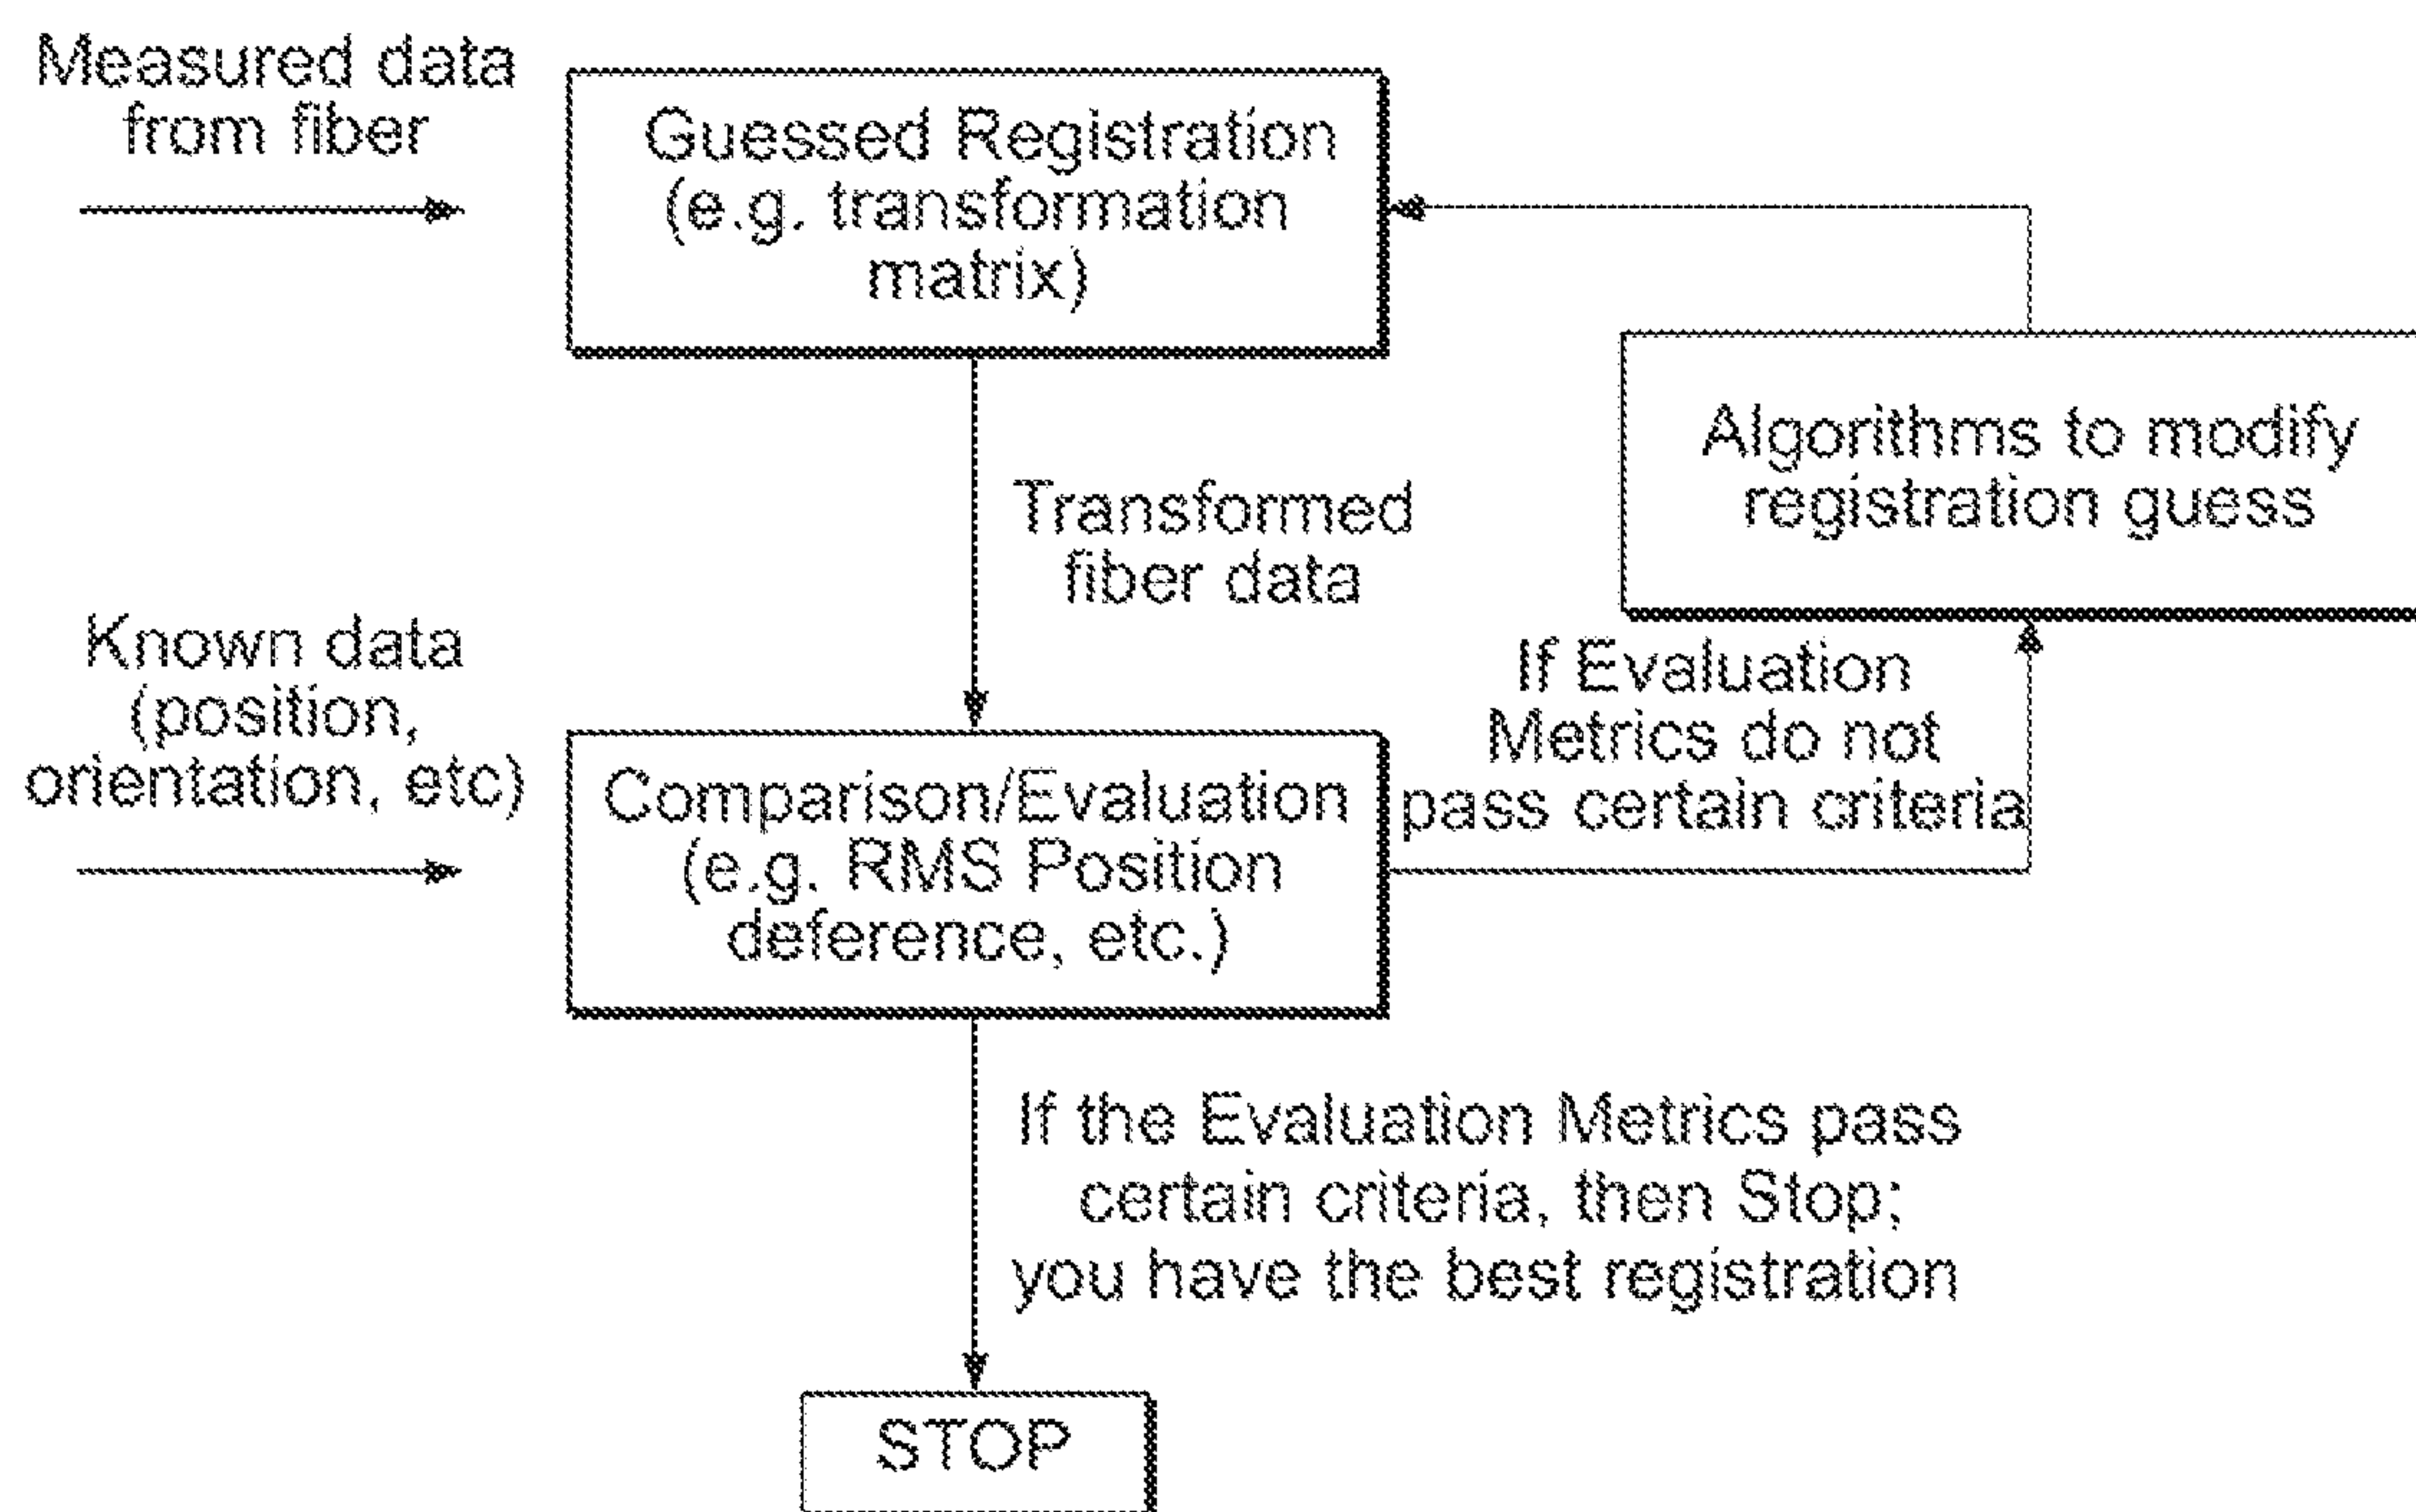 Measured data
from fiber
Guessed Registration
(e.g. transformation
matrix)
Algorithms to modify
registration guess
Transformed
fiber data
Known data
(position,
orientation, etc)
Comparison/Evaluation
(e.g. RMS Position
deference, etc.)
If Evaluation
Metrics do not
pass certain criteria
If the Evaluation Metrics pass
certain criteria, then Stop;
you have the best registration
STOP